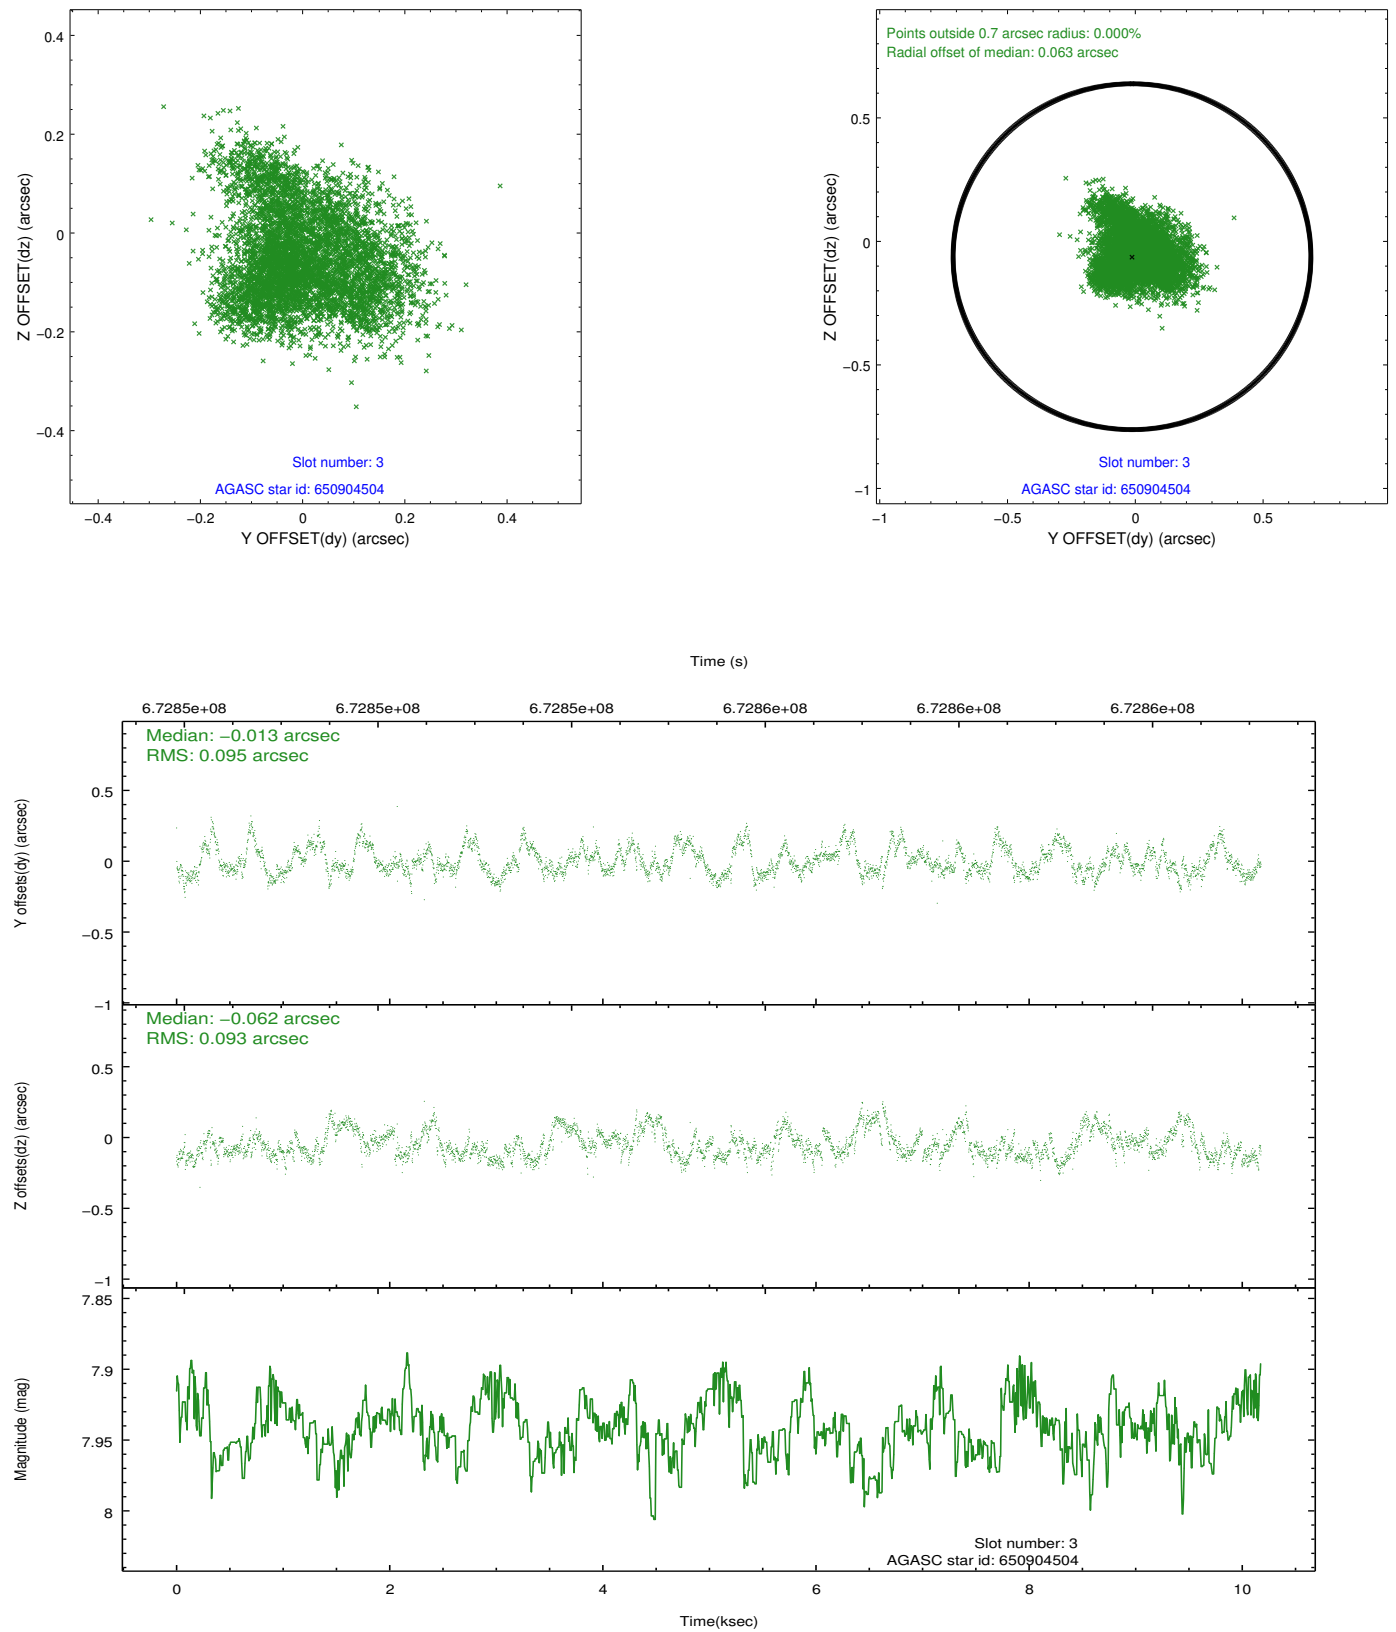 0.4
0.2
0
−0.2
−0.4
Z OFFSET(dz) (arcsec)
Slot number: 3
AGASC star id: 650904504
−0.4 −0.2 0 0.2 0.4
Y OFFSET(dy) (arcsec)
Points outside 0.7 arcsec radius: 0.000%
Radial offset of median: 0.063 arcsec
0.5
0
−0.5
−1
Z OFFSET(dz) (arcsec)
Slot number: 3
AGASC star id: 650904504
−1 −0.5 0 0.5
Y OFFSET(dy) (arcsec)
Time (s)
6.7285e+08 6.7285e+08 6.7285e+08 6.7286e+08 6.7286e+08 6.7286e+08
Median: −0.013 arcsec
RMS: 0.095 arcsec
0.5
0
−0.5
−1
Y offsets(dy) (arcsec)
Median: −0.062 arcsec
RMS: 0.093 arcsec
0.5
0
−0.5
−1
Z offsets(dz) (arcsec)
7.85
7.9
7.95
8
Magnitude (mag)
Slot number: 3
AGASC star id: 650904504
0 2 4 6 8 10
Time(ksec)